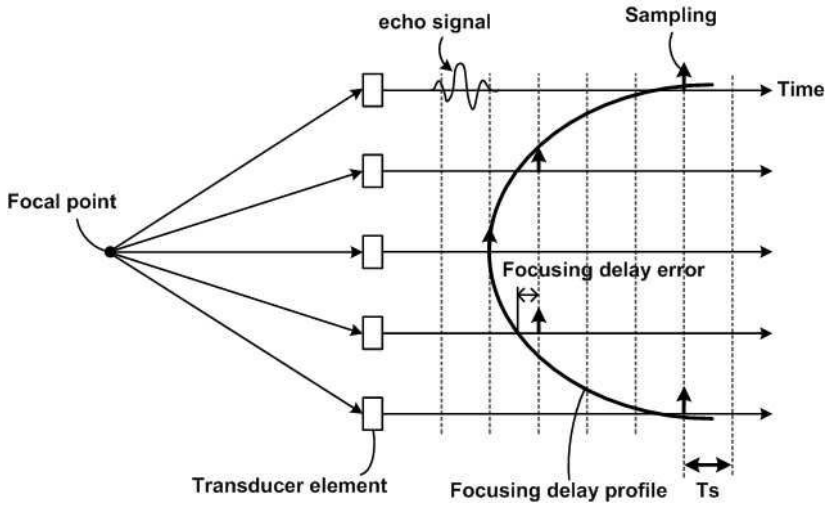 echo signal
Sampling
Time
Focal point
Focusing delay error
Transducer element
Focusing delay profile
Ts